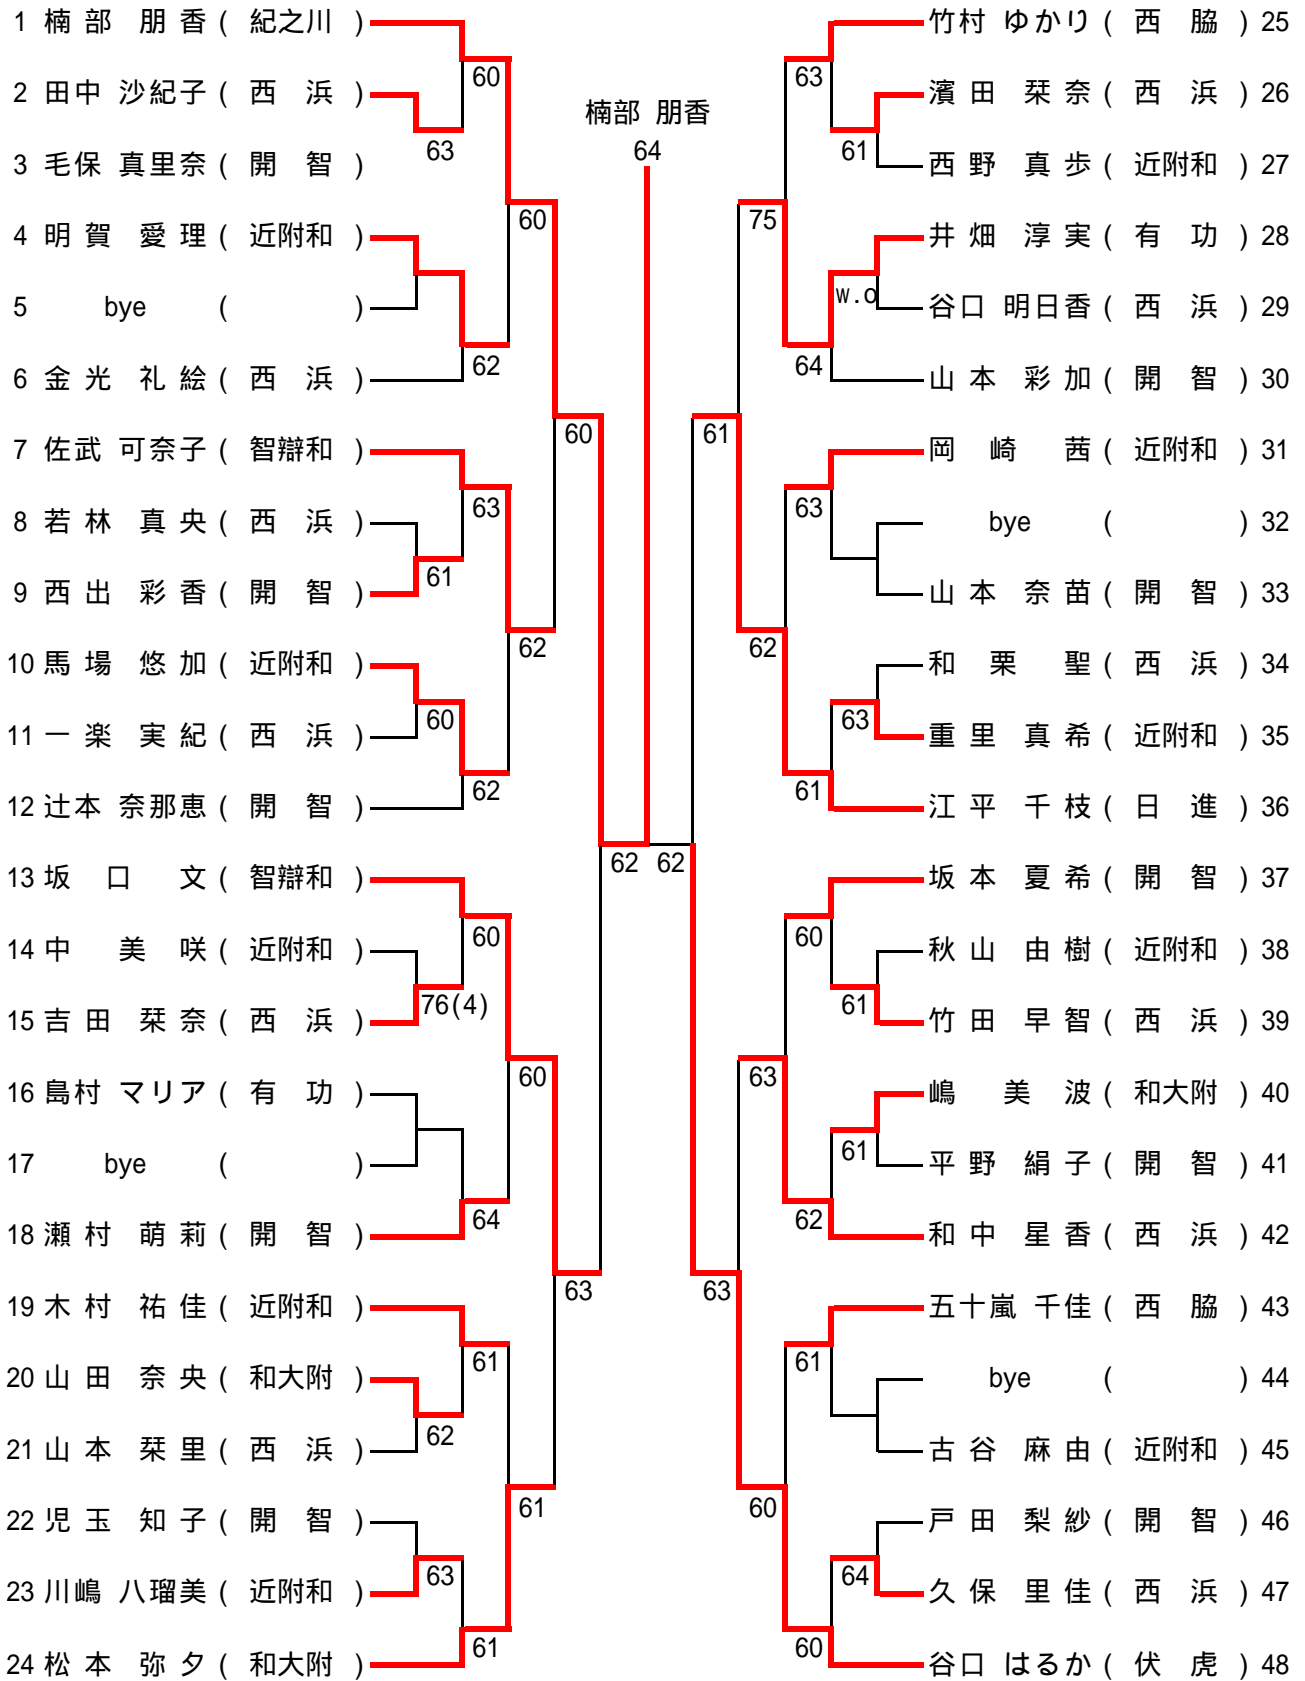 1 楠部 朋香 ( 紀之川 )
2 田中 沙紀子 ( 西 浜 )
3 毛保 真里奈 ( 開 智 )
4 明賀 愛理 ( 近附和 )
5 bye ( )
6 金光 礼絵 ( 西 浜 )
7 佐武 可奈子 ( 智辯和 )
8 若林 真央 ( 西 浜 )
9 西出 彩香 ( 開 智 )
10 馬場 悠加 ( 近附和 )
11 一楽 実紀 ( 西 浜 )
12 辻本 奈那恵 ( 開 智 )
13 坂口 文 ( 智辯和 )
14 中 美咲 ( 近附和 )
15 吉田 栞奈 ( 西 浜 )
16 島村 マリア ( 有 功 )
17 bye ( )
18 瀬村 萌莉 ( 開 智 )
19 木村 祐佳 ( 近附和 )
20 山田 奈央 ( 和大附 )
21 山本 栞里 ( 西 浜 )
22 児玉 知子 ( 開 智 )
23 川嶋 八瑠美 ( 近附和 )
24 松本 弥夕 ( 和大附 )
60
63
62
63
61
60
62
60
76(4)
64
61
62
63
61
60
62
60
61
60
63
62
楠部 朋香
64
62
61
63
75
62
63
60
63
61
w.o
64
63
63
61
60
61
61
62
61
64
60
竹村 ゆかり ( 西 脇 ) 25
濱田 栞奈 ( 西 浜 ) 26
西野 真歩 ( 近附和 ) 27
井畑 淳実 ( 有 功 ) 28
谷口 明日香 ( 西 浜 ) 29
山本 彩加 ( 開 智 ) 30
岡崎 茜 ( 近附和 ) 31
bye ( ) 32
山本 奈苗 ( 開 智 ) 33
和栗 聖 ( 西 浜 ) 34
重里 真希 ( 近附和 ) 35
江平 千枝 ( 日 進 ) 36
坂本 夏希 ( 開 智 ) 37
秋山 由樹 ( 近附和 ) 38
竹田 早智 ( 西 浜 ) 39
嶋 美波 ( 和大附 ) 40
平野 絹子 ( 開 智 ) 41
和中 星香 ( 西 浜 ) 42
五十嵐 千佳 ( 西 脇 ) 43
bye ( ) 44
古谷 麻由 ( 近附和 ) 45
戸田 梨紗 ( 開 智 ) 46
久保 里佳 ( 西 浜 ) 47
谷口 はるか ( 伏 虎 ) 48